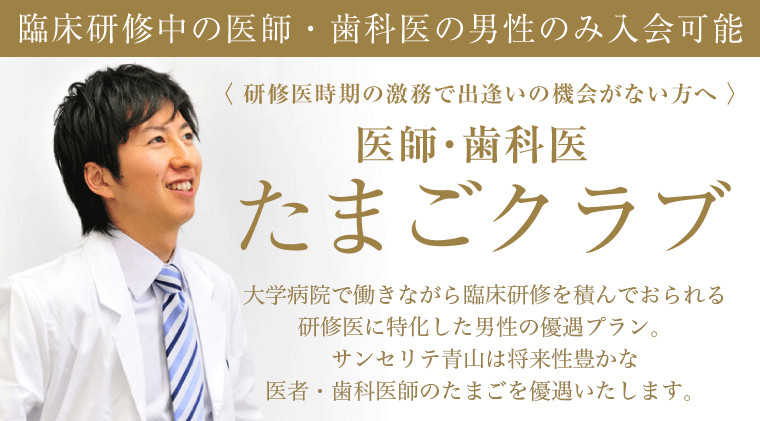 臨床研修中の医師・歯科医の男性のみ入会可能
〈 研修医時期の激務で出逢いの機会がない方へ 〉
医師・歯科医
たまごクラブ
大学病院で働きながら臨床研修を積んでおられる
研修医に特化した男性の優遇プラン。
サンセリテ青山は将来性豊かな
医者・歯科医師のたまごを優遇いたします。